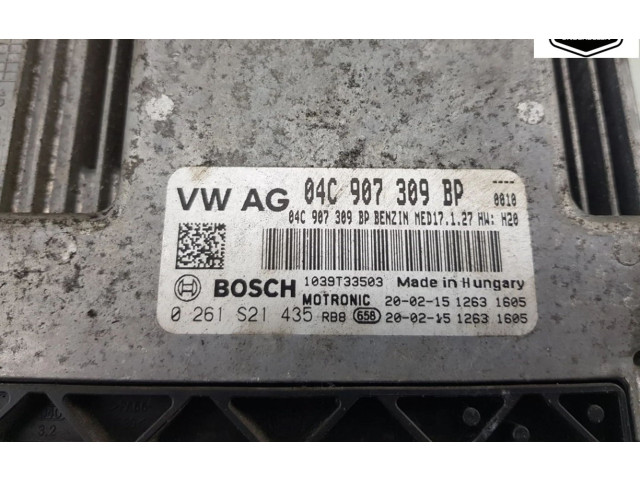 VW AG 04C 907 309 BP ----
0010
04C 907 309 BP BENZIN MED17.1.27 HW: H20
BOSCH 1039T33503 Made in Hungary
MOTRONIC 20-02-15 1263 1605
0 261 S21 435 RB8 658 20-02-15 1263 1605
3.2